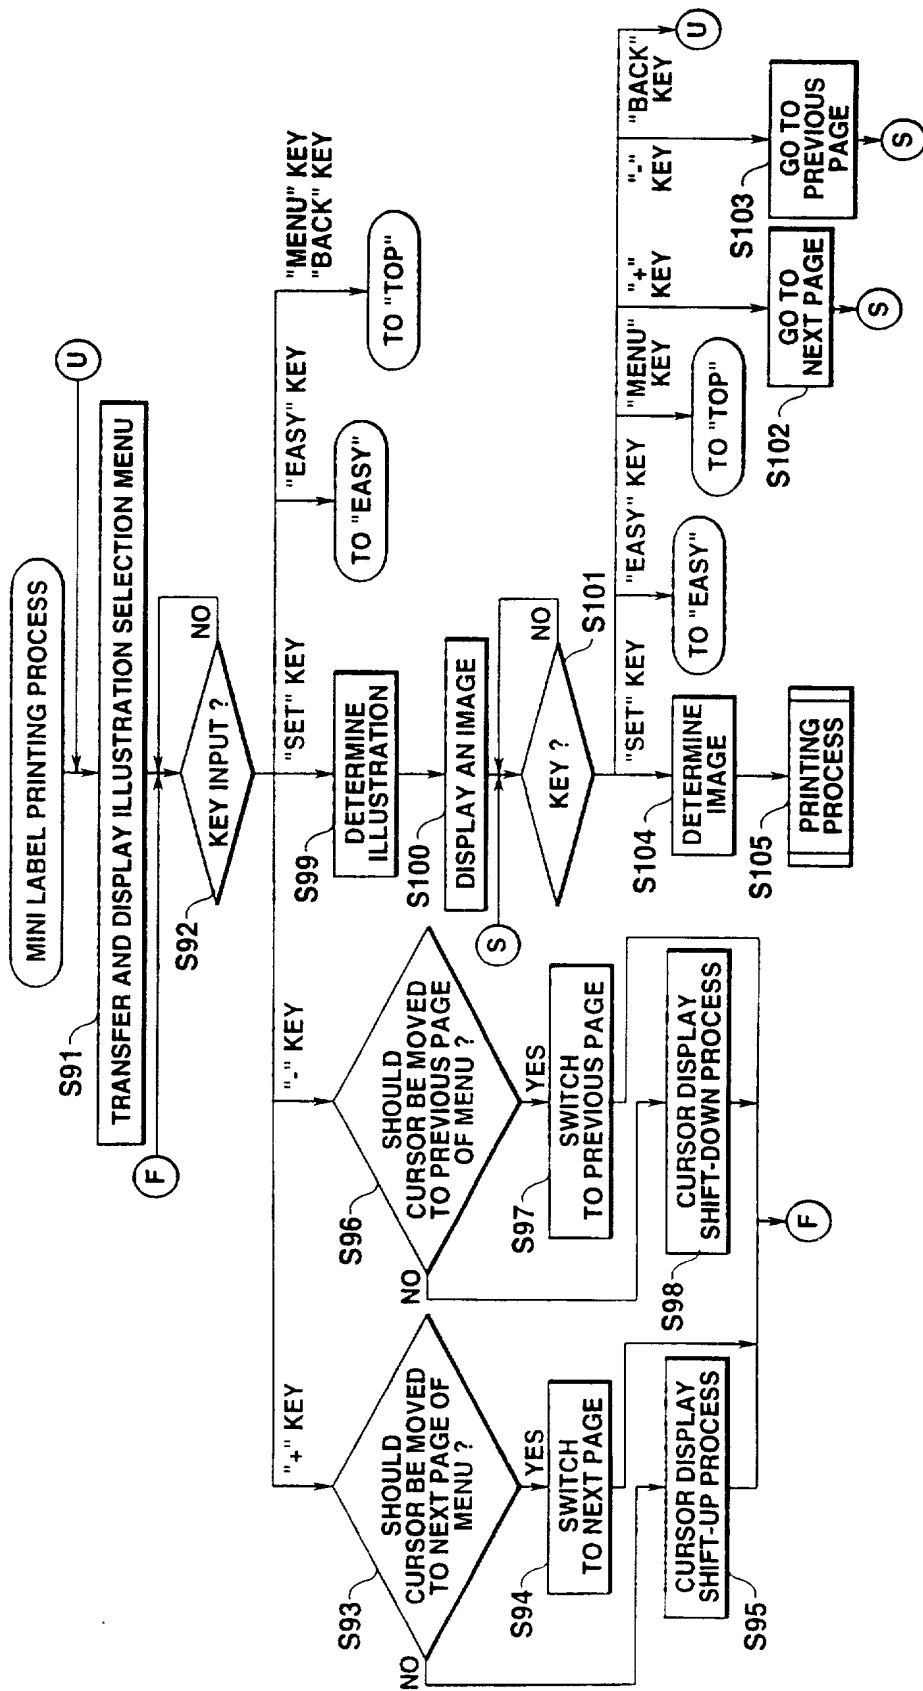 MINI LABEL PRINTING PROCESS
U
S91
TRANSFER AND DISPLAY ILLUSTRATION SELECTION MENU
F
S92
KEY INPUT ?
NO
"+" KEY
"-" KEY
"SET" KEY
"EASY" KEY
"MENU" KEY
"BACK" KEY
S93
SHOULD
CURSOR BE MOVED
TO NEXT PAGE OF
MENU ?
NO
YES
S94
SWITCH
TO NEXT PAGE
S95
CURSOR DISPLAY
SHIFT-UP PROCESS
S96
SHOULD
CURSOR BE MOVED
TO PREVIOUS PAGE
OF MENU ?
NO
YES
S97
SWITCH
TO PREVIOUS PAGE
S98
CURSOR DISPLAY
SHIFT-DOWN PROCESS
F
S99
DETERMINE
ILLUSTRATION
TO "EASY"
TO "TOP"
S100
DISPLAY AN IMAGE
S
KEY ?
NO
S101
"SET" KEY
"EASY" KEY
"MENU"
KEY
"+"
KEY
"-"
KEY
"BACK"
KEY
S104
DETERMINE
IMAGE
TO "EASY"
TO "TOP"
S102
GO TO
NEXT PAGE
S
S103
GO TO
PREVIOUS
PAGE
S
U
S105
PRINTING
PROCESS